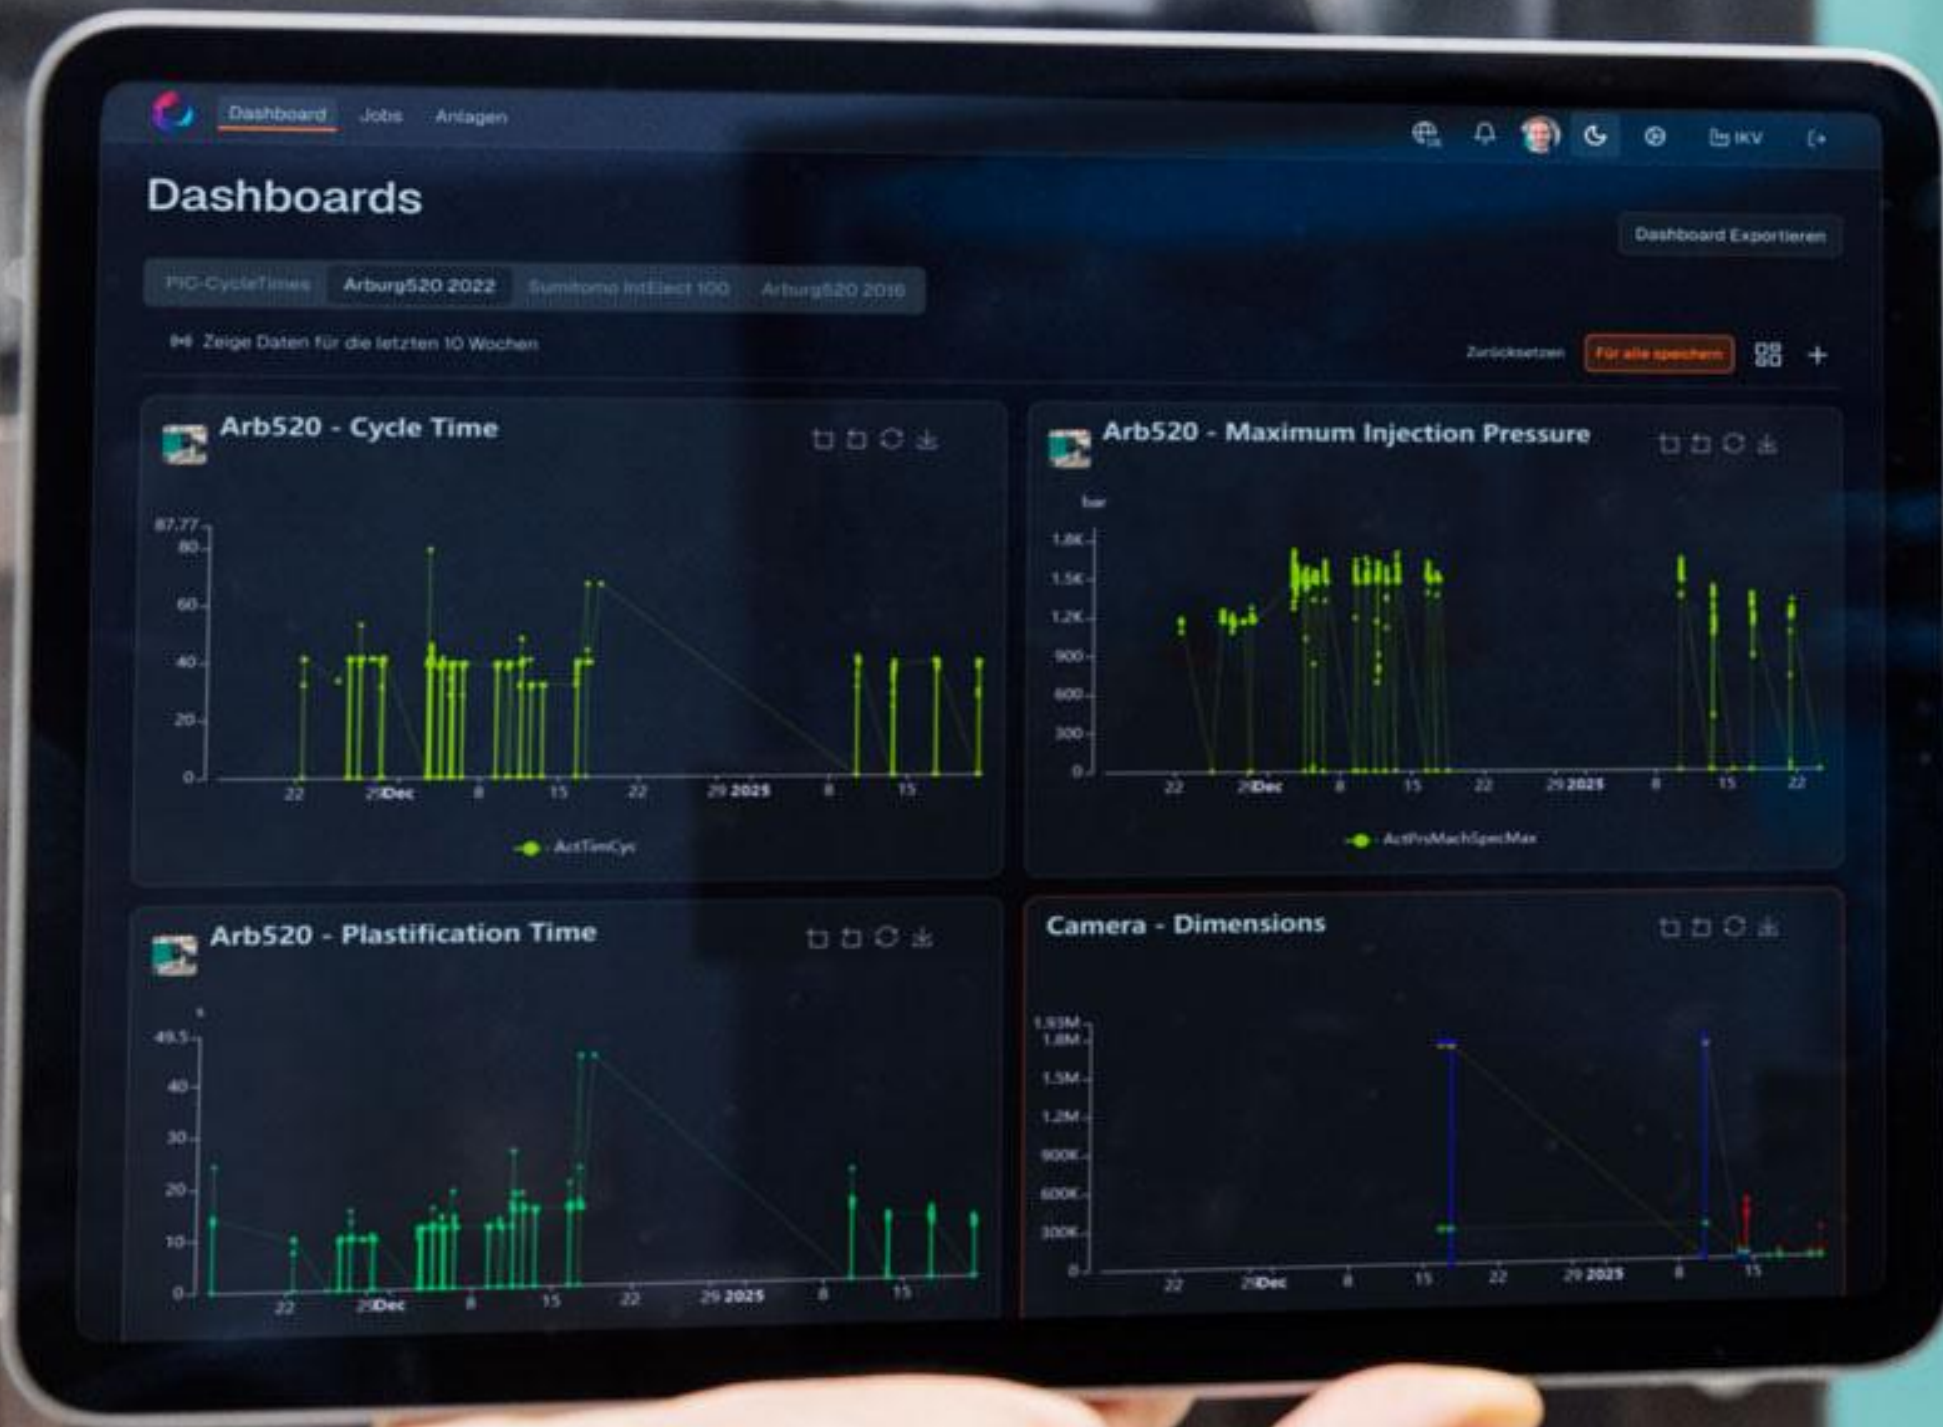 Dashboard Jobs Anlagen
IKV
Dashboards
Dashboard Exportieren
PIC-CycleTimes Arburg520 2022 Sumitomo IntElect 100 Arburg520 2016
Zeige Daten für die letzten 10 Wochen
Zurücksetzen Für alle speichern
Arb520 - Cycle Time
87.77
80
60
40
20
0
22 29 Dec 8 15 22 29 2025 8 15
ActTimCyc
Arb520 - Maximum Injection Pressure
bar
1.8K
1.5K
1.2K
900
600
300
0
22 29 Dec 8 15 22 29 2025 8 15 22
ActPrsMachSpecMax
Arb520 - Plastification Time
s
49.5
40
30
20
10
0
22 29 Dec 8 15 22 29 2025 8 15
Camera - Dimensions
1.93M
1.8M
1.5M
1.2M
900K
600K
300K
0
22 29 Dec 8 15 22 29 2025 8 15